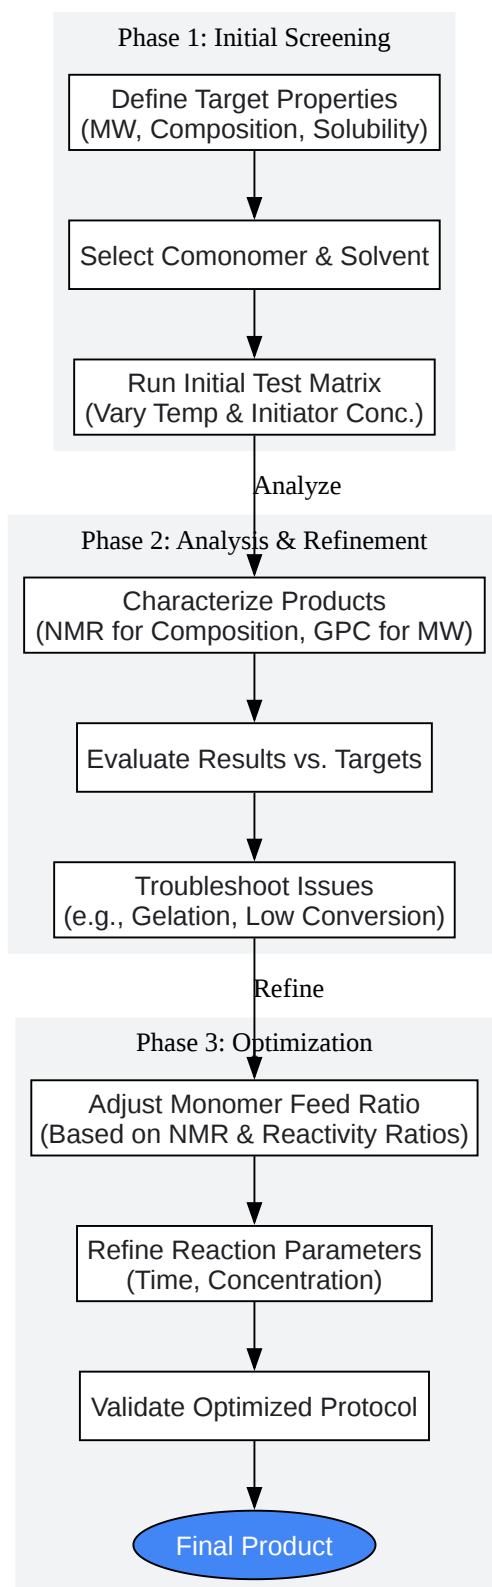 Phase 1: Initial Screening
Define Target Properties
(MW, Composition, Solubility)
Select Comonomer & Solvent
Run Initial Test Matrix
(Vary Temp & Initiator Conc.)
Analyze
Phase 2: Analysis & Refinement
Characterize Products
(NMR for Composition, GPC for MW)
Evaluate Results vs. Targets
Troubleshoot Issues
(e.g., Gelation, Low Conversion)
Refine
Phase 3: Optimization
Adjust Monomer Feed Ratio
(Based on NMR & Reactivity Ratios)
Refine Reaction Parameters
(Time, Concentration)
Validate Optimized Protocol
Final Product